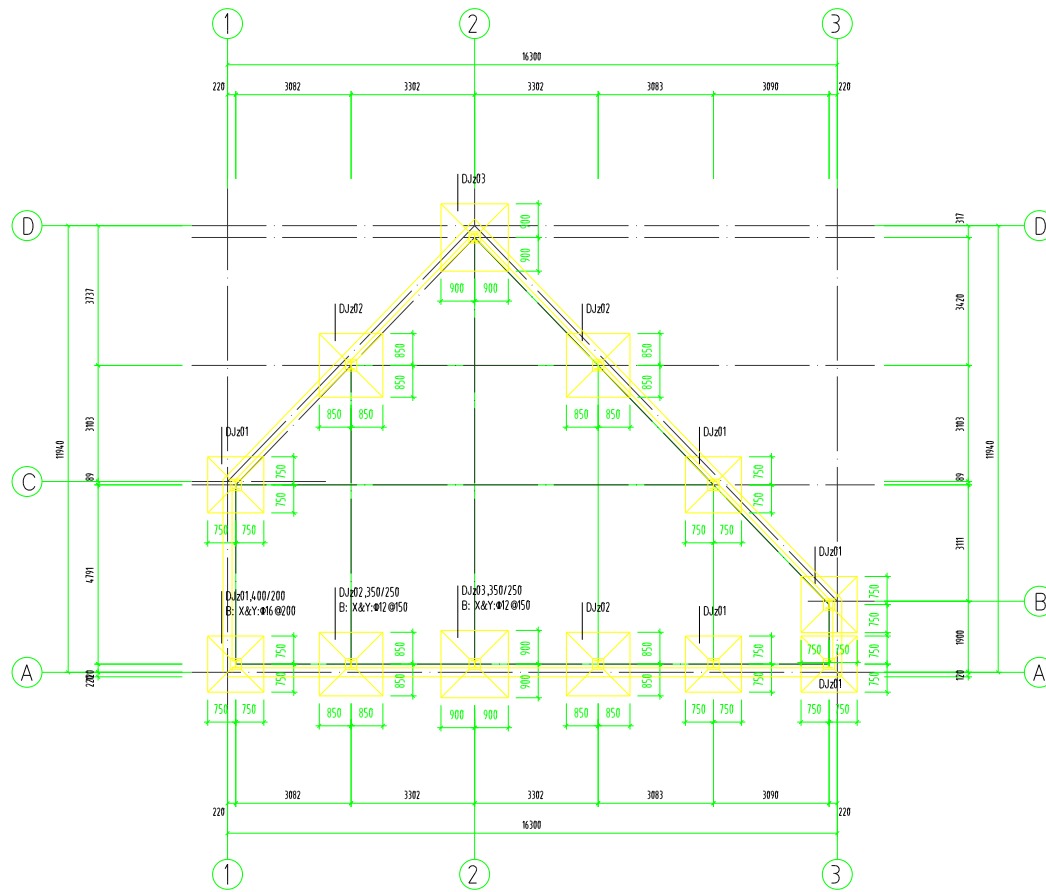 1 2 3
16300
220 3082 3302 3302 3083 3090 220
DJz03
D D
317
900
900
900 900
3737 3420
DJz02 DJz02
850 850
850 850
850 850 850 850
11940 3103 3103 11940
DJz01 DJz01
C
89 750 750 89
750 750
750 750 750 750
4791 3111
DJz01
DJz01,400/200 DJz02,350/250 DJz03,350/250
B: X&Y:Φ16@200 B: X&Y:Φ12@150 B: X&Y:Φ12@150
750
750
B
DJz02 DJz01
1900
750 850 900 850 750 750 750
750 850 900 850 750 750
A A
220 120
DJz01
750 750 850 850 900 900 850 850 750 750 750 750
220 3082 3302 3302 3083 3090 220
16300
1 2 3